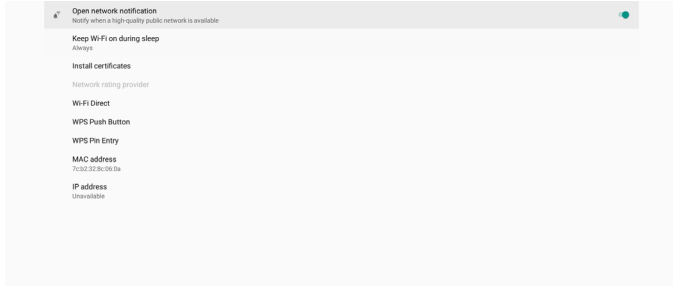 Open network notification
Notify when a high-quality public network is available
Keep Wi-Fi on during sleep
Always
Install certificates
Network rating provider
Wi-Fi Direct
WPS Push Button
WPS Pin Entry
MAC address
7c:b2:32:8c:06:0a
IP address
Unavailable